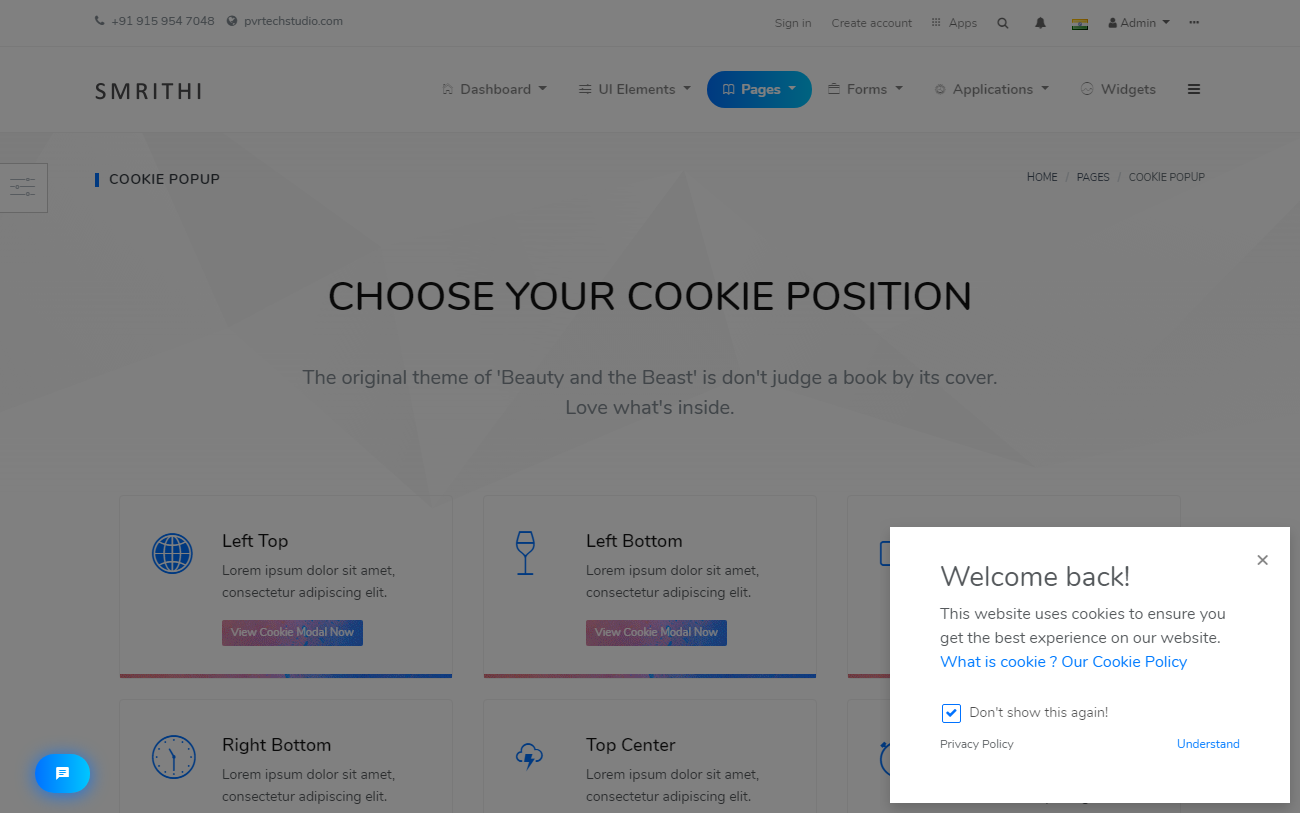 +91 915 954 7048 pvrtechstudio.com
Sign in Create account Apps Admin
SMRITHI
Dashboard UI Elements Pages Forms Applications Widgets
COOKIE POPUP
HOME / PAGES / COOKIE POPUP
CHOOSE YOUR COOKIE POSITION
The original theme of 'Beauty and the Beast' is don't judge a book by its cover.
Love what's inside.
Left Top
Lorem ipsum dolor sit amet,
consectetur adipiscing elit.
View Cookie Modal Now
Left Bottom
Lorem ipsum dolor sit amet,
consectetur adipiscing elit.
View Cookie Modal Now
Right Bottom
Lorem ipsum dolor sit amet,
consectetur adipiscing elit.
Top Center
Lorem ipsum dolor sit amet,
consectetur adipiscing elit.
×
Welcome back!
This website uses cookies to ensure you
get the best experience on our website.
What is cookie ? Our Cookie Policy
Don't show this again!
Privacy Policy Understand